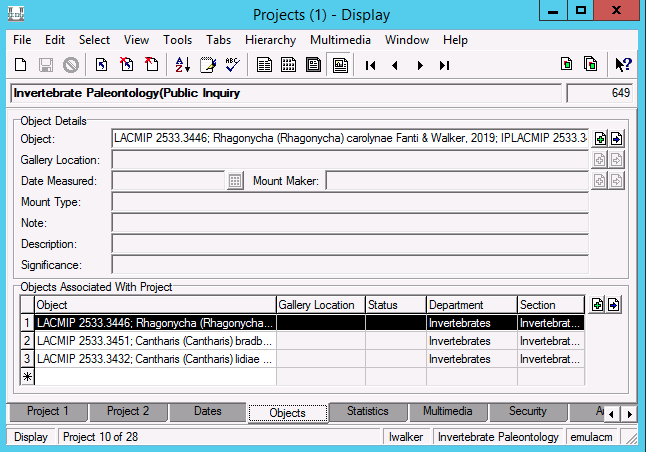 Projects (1) - Display
File Edit Select View Tools Tabs Hierarchy Multimedia Window Help
Invertebrate Paleontology(Public Inquiry 649
Object Details
Object: LACMIP 2533.3446; Rhagonycha (Rhagonycha) carolynae Fanti & Walker, 2019; IPLACMIP 2533.3
Gallery Location:
Date Measured: Mount Maker:
Mount Type:
Note:
Description:
Significance:
Objects Associated With Project
Object Gallery Location Status Department Section
1 LACMIP 2533.3446; Rhagonycha (Rhagonycha... Invertebrates Invertebrat...
2 LACMIP 2533.3451; Cantharis (Cantharis) bradb... Invertebrates Invertebrat...
3 LACMIP 2533.3432; Cantharis (Cantharis) lidiae ... Invertebrates Invertebrat...
Project 1 Project 2 Dates Objects Statistics Multimedia Security
Display Project 10 of 28 lwalker Invertebrate Paleontology emulacm